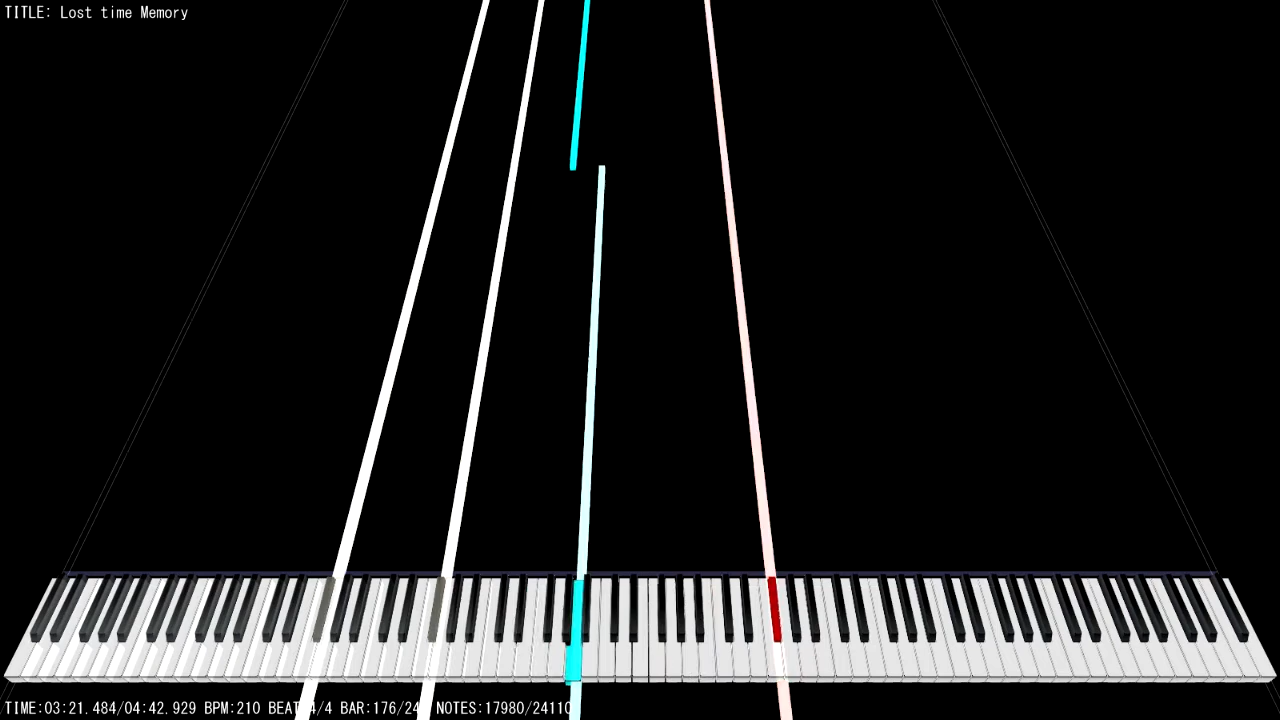 TITLE: Lost time Memory
TIME:03:21.484/04:42.929 BPM:210 BEAT 4/4 BAR:176/24 NOTES:17980/24110